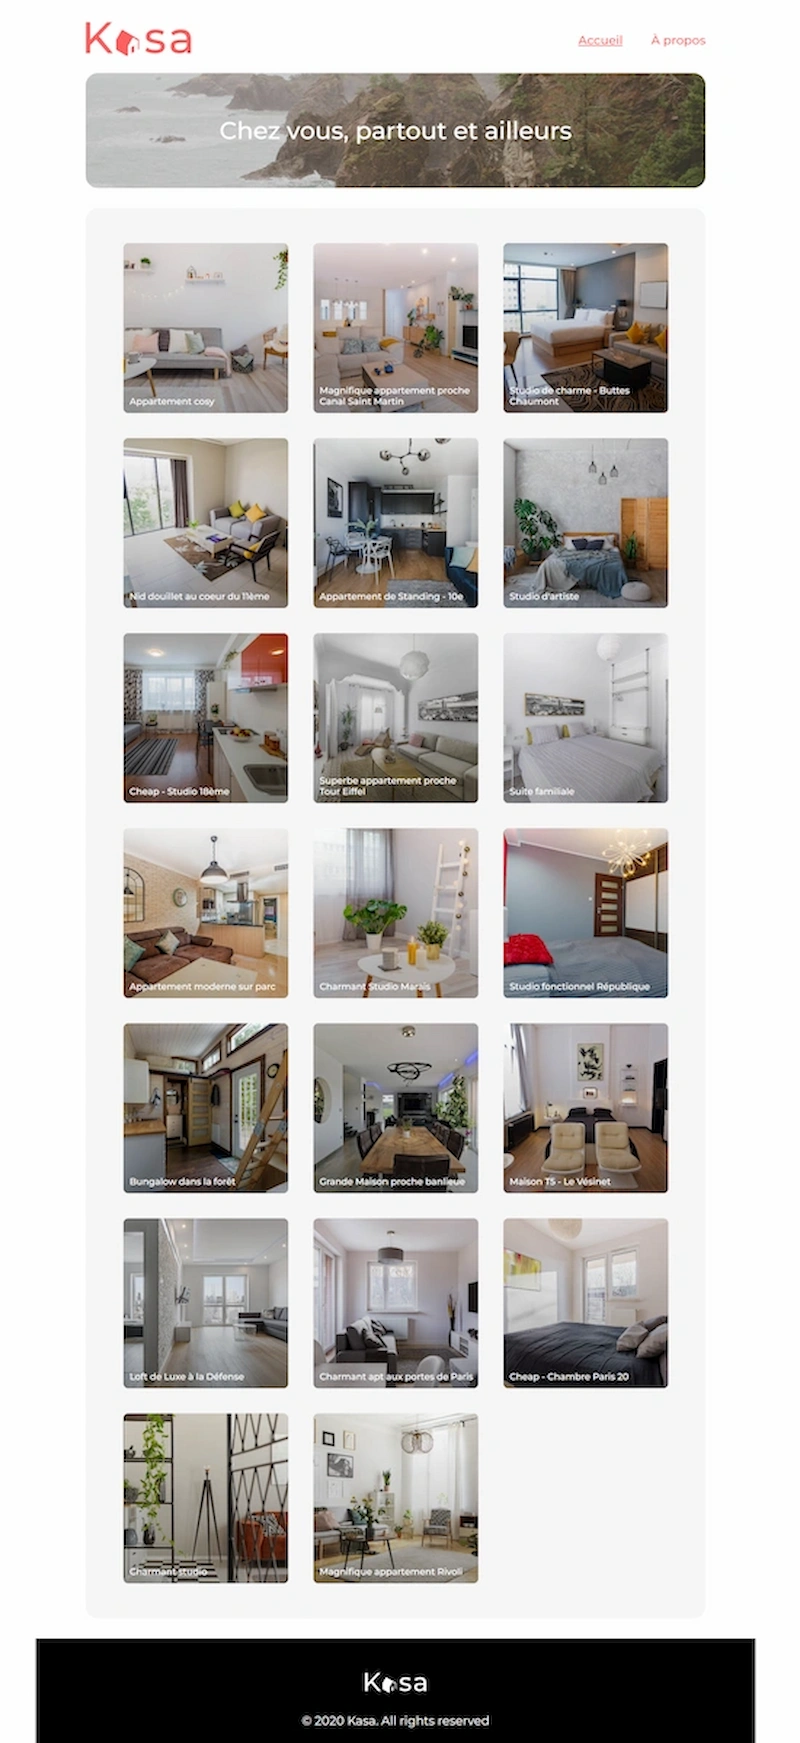 Kasa
Accueil
À propos
Chez vous, partout et ailleurs
Appartement cosy
Magnifique appartement proche
Canal Saint Martin
Studio de charme - Buttes
Chaumont
Nid douillet au coeur du 11ème
Appartement de Standing - 10e
Studio d'artiste
Cheap - Studio 18ème
Superbe appartement proche
Tour Eiffel
Suite familiale
Appartement moderne sur parc
Charmant Studio Marais
Studio fonctionnel République
Bungalow dans la forêt
Grande Maison proche banlieue
Maison T5 - Le Vésinet
Loft de Luxe à la Défense
Charmant apt aux portes de Paris
Cheap - Chambre Paris 20
Charmant studio
Magnifique appartement Rivoli
Kasa
© 2020 Kasa. All rights reserved